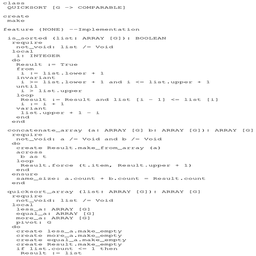 class
QUICKSORT [G -> COMPARABLE]
create
make
feature {NONE} --Implementation
is_sorted (list: ARRAY [G]): BOOLEAN
require
not_void: list /= Void
local
i: INTEGER
do
Result := True
from
i := list.lower + 1
invariant
i >= list.lower + 1 and i <= list.upper + 1
until
i > list.upper
loop
Result := Result and list [i - 1] <= list [i]
i := i + 1
variant
list.upper + 1 - i
end
end
concatenate_array (a: ARRAY [G] b: ARRAY [G]): ARRAY [G]
require
not_void: a /= Void and b /= Void
do
create Result.make_from_array (a)
across
b as t
loop
Result.force (t.item, Result.upper + 1)
end
ensure
same_size: a.count + b.count = Result.count
end
quicksort_array (list: ARRAY [G]): ARRAY [G]
require
not_void: list /= Void
local
less_a: ARRAY [G]
equal_a: ARRAY [G]
more_a: ARRAY [G]
pivot: G
do
create less_a.make_empty
create more_a.make_empty
create equal_a.make_empty
create Result.make_empty
if list.count <= 1 then
Result := list